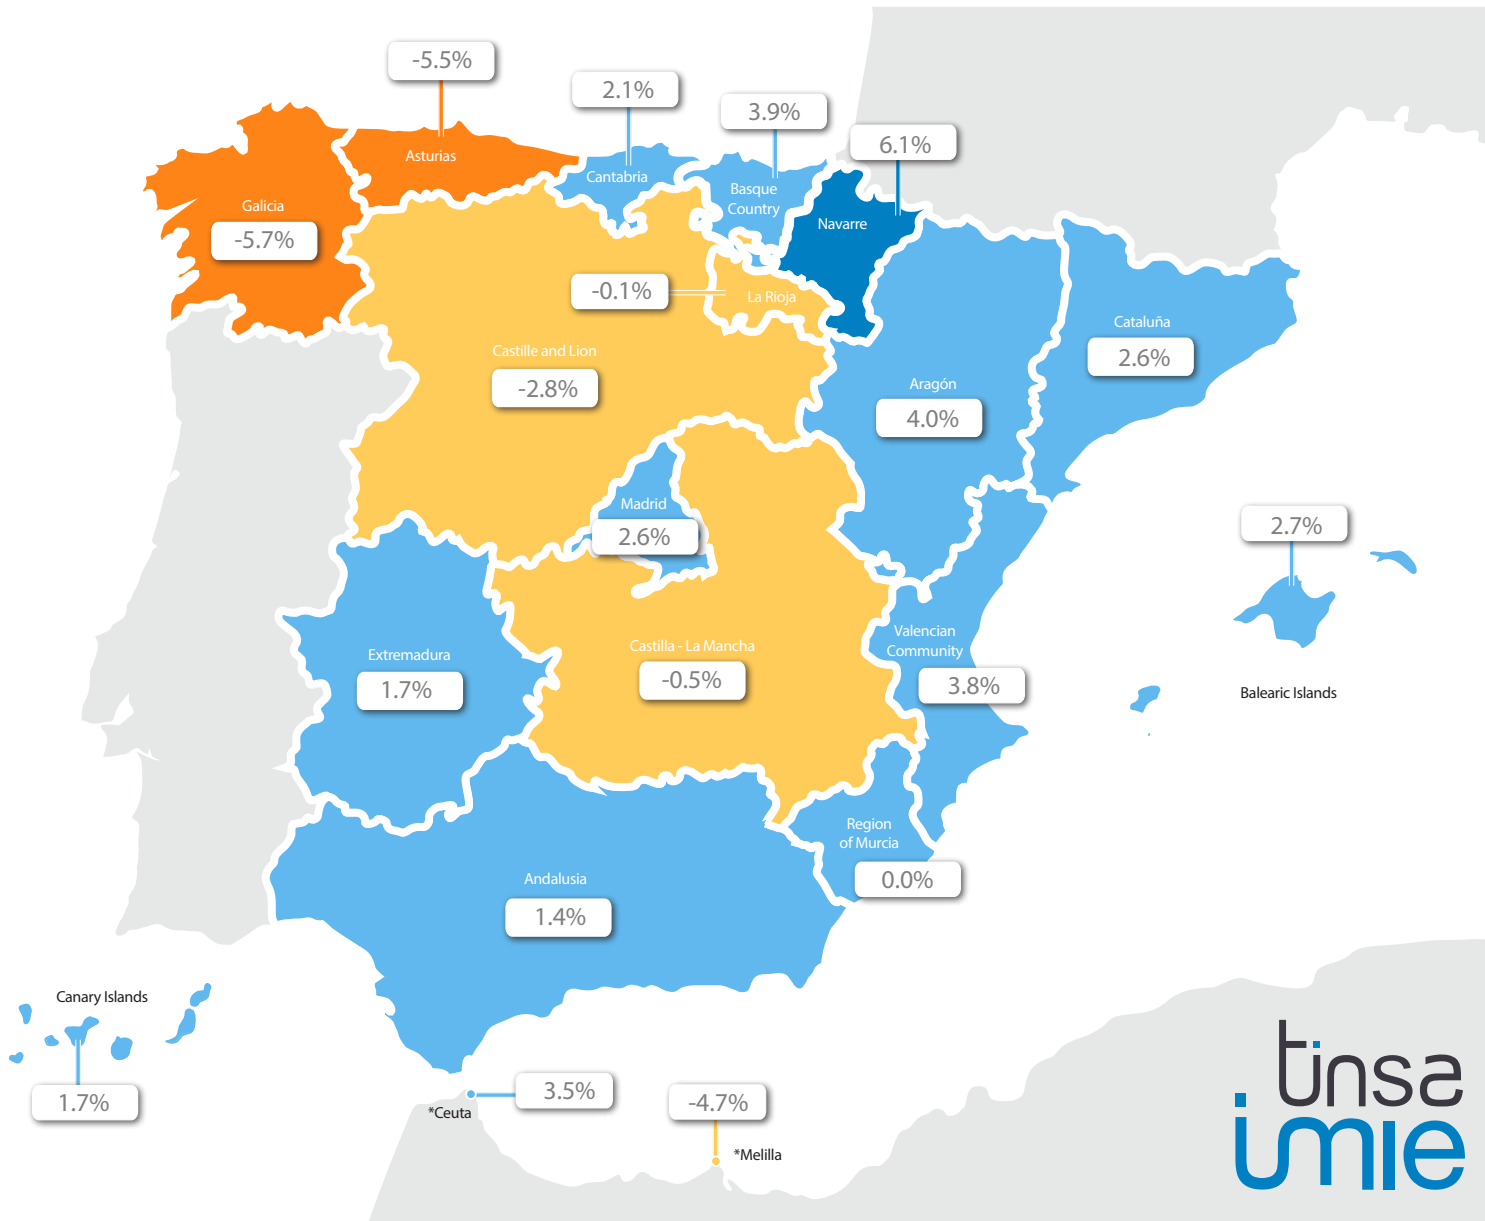 -5.5%
2.1%
3.9%
6.1%
Asturias
Cantabria
Basque
Country
Galicia
-5.7%
Navarre
-0.1%
La Rioja
Cataluña
2.6%
Castille and Lion
-2.8%
Aragón
4.0%
Madrid
2.6%
2.7%
Valencian
Community
3.8%
Castilla - La Mancha
-0.5%
Extremadura
1.7%
Balearic Islands
Region
of Murcia
0.0%
Andalusia
1.4%
Canary Islands
1.7%
3.5%
*Ceuta
-4.7%
*Melilla
tinsa
imie